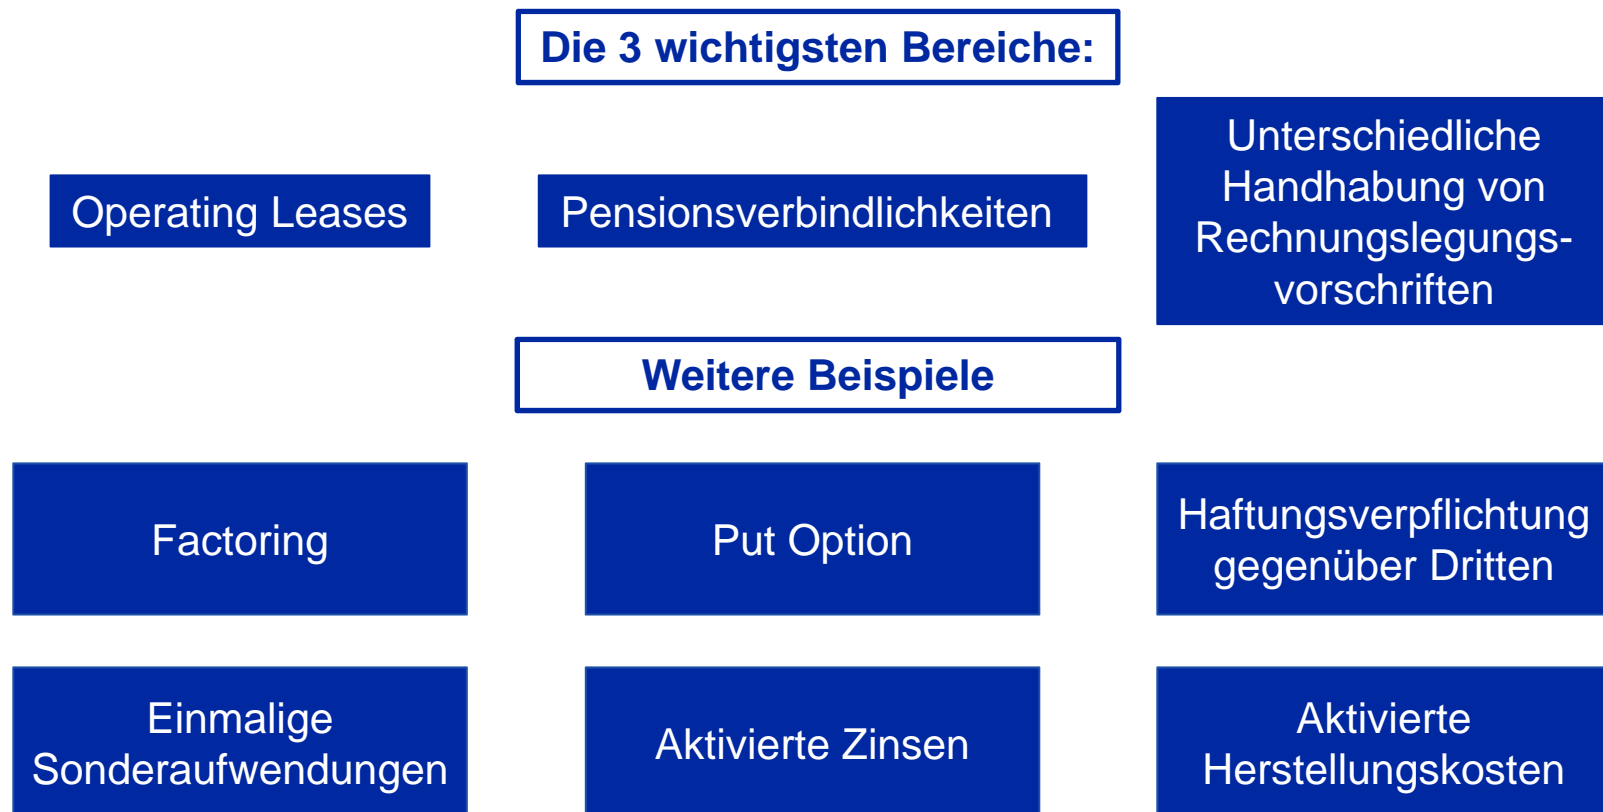 Die 3 wichtigsten Bereiche:
Operating Leases
Pensionsverbindlichkeiten
Unterschiedliche
Handhabung von
Rechnungslegungs-
vorschriften
Weitere Beispiele
Factoring
Put Option
Haftungsverpflichtung
gegenüber Dritten
Einmalige
Sonderaufwendungen
Aktivierte Zinsen
Aktivierte
Herstellungskosten